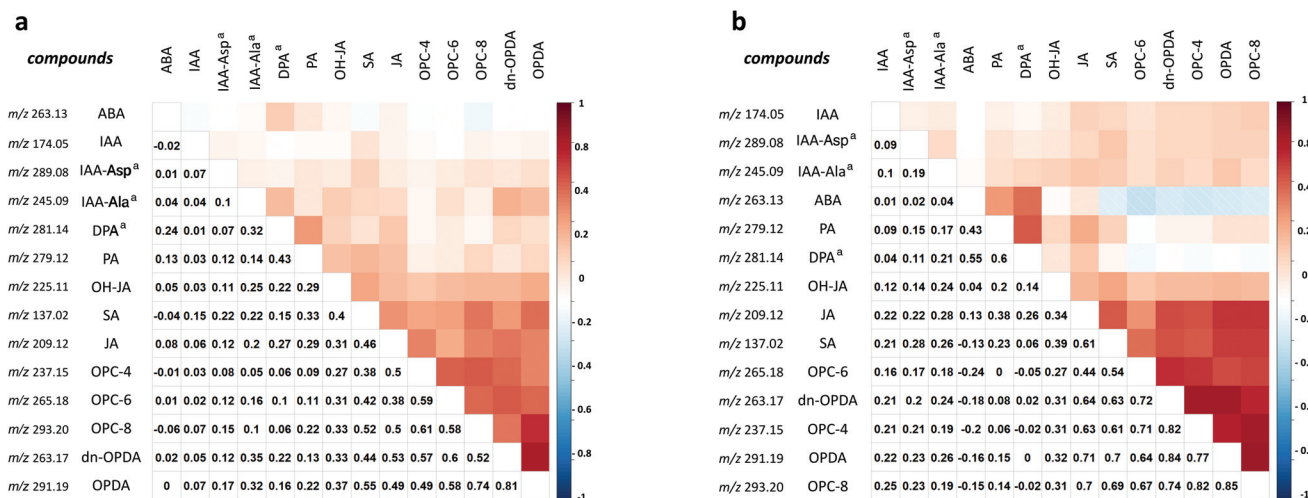 a
compounds
ABA
IAA
IAA-Asp a
IAA-Ala a
DPA a
PA
OH-JA
SA
JA
OPC-4
OPC-6
OPC-8
dn-OPDA
OPDA
m/z 263.13 ABA
m/z 174.05 IAA -0.02
m/z 289.08 IAA-Asp a 0.01 0.07
m/z 245.09 IAA-Ala a 0.04 0.04 0.1
m/z 281.14 DPA a 0.24 0.01 0.07 0.32
m/z 279.12 PA 0.13 0.03 0.12 0.14 0.43
m/z 225.11 OH-JA 0.05 0.03 0.11 0.25 0.22 0.29
m/z 137.02 SA -0.04 0.15 0.22 0.22 0.15 0.33 0.4
m/z 209.12 JA 0.08 0.06 0.12 0.2 0.27 0.29 0.31 0.46
m/z 237.15 OPC-4 -0.01 0.03 0.08 0.05 0.06 0.09 0.27 0.38 0.5
m/z 265.18 OPC-6 0.01 0.02 0.12 0.16 0.1 0.11 0.31 0.42 0.38 0.59
m/z 293.20 OPC-8 -0.06 0.07 0.15 0.1 0.06 0.22 0.33 0.52 0.5 0.61 0.58
m/z 263.17 dn-OPDA 0.02 0.05 0.12 0.35 0.22 0.13 0.33 0.44 0.53 0.57 0.6 0.52
m/z 291.19 OPDA 0 0.07 0.17 0.32 0.16 0.22 0.37 0.55 0.49 0.49 0.58 0.74 0.81
1
0.8
0.6
0.4
0.2
0
- 0.2
- 0.4
- 0.6
- 0.8
-1
b
compounds
IAA
IAA-Asp a
IAA-Ala a
ABA
PA
DPA a
OH-JA
JA
SA
OPC-6
dn-OPDA
OPC-4
OPDA
OPC-8
m/z 174.05 IAA
m/z 289.08 IAA-Asp a 0.09
m/z 245.09 IAA-Ala a 0.1 0.19
m/z 263.13 ABA 0.01 0.02 0.04
m/z 279.12 PA 0.09 0.15 0.17 0.43
m/z 281.14 DPA a 0.04 0.11 0.21 0.55 0.6
m/z 225.11 OH-JA 0.12 0.14 0.24 0.04 0.2 0.14
m/z 209.12 JA 0.22 0.22 0.28 0.13 0.38 0.26 0.34
m/z 137.02 SA 0.21 0.28 0.26 -0.13 0.23 0.06 0.39 0.61
m/z 265.18 OPC-6 0.16 0.17 0.18 -0.24 0 -0.05 0.27 0.44 0.54
m/z 263.17 dn-OPDA 0.21 0.2 0.24 -0.18 0.08 0.02 0.31 0.64 0.63 0.72
m/z 237.15 OPC-4 0.21 0.21 0.19 -0.2 0.06 -0.02 0.31 0.63 0.61 0.71 0.82
m/z 291.19 OPDA 0.22 0.23 0.26 -0.16 0.15 0 0.32 0.71 0.7 0.64 0.84 0.77
m/z 293.20 OPC-8 0.25 0.23 0.19 -0.15 0.14 -0.02 0.31 0.7 0.69 0.67 0.74 0.82 0.85
1
0.8